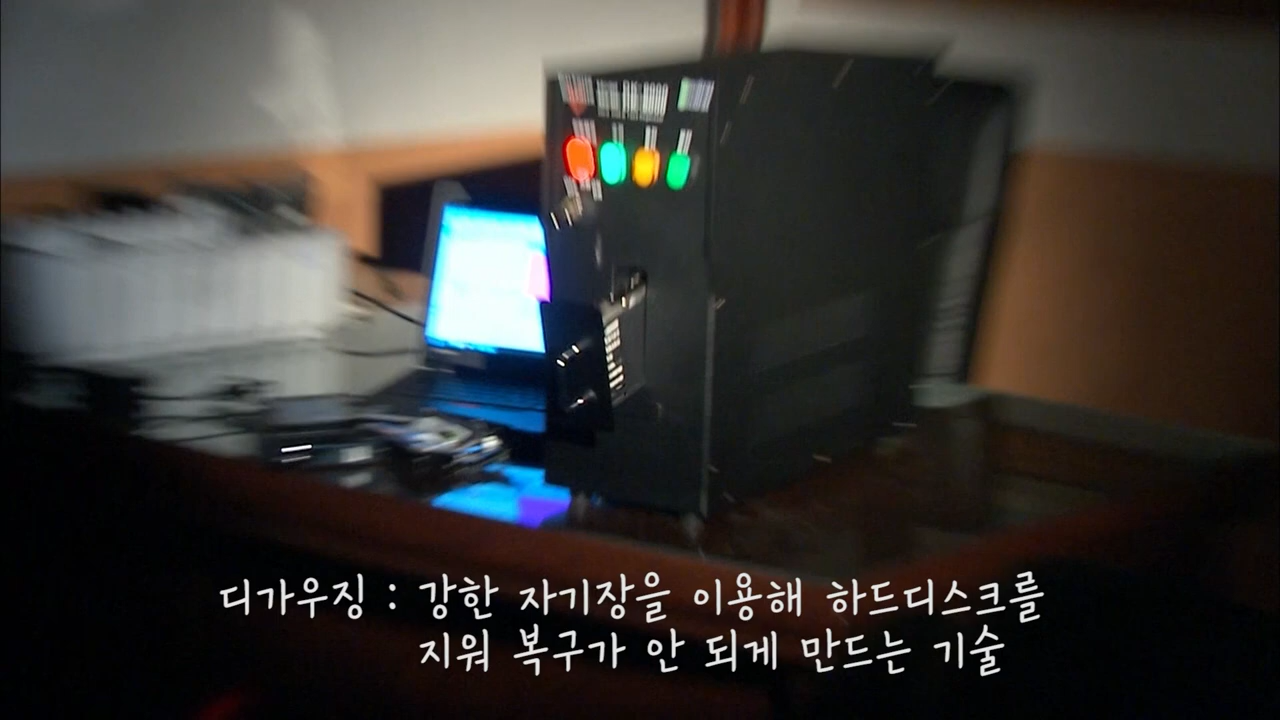 디가우징 : 강한 자기장을 이용해 하드디스크를
지워 복구가 안 되게 만드는 기술